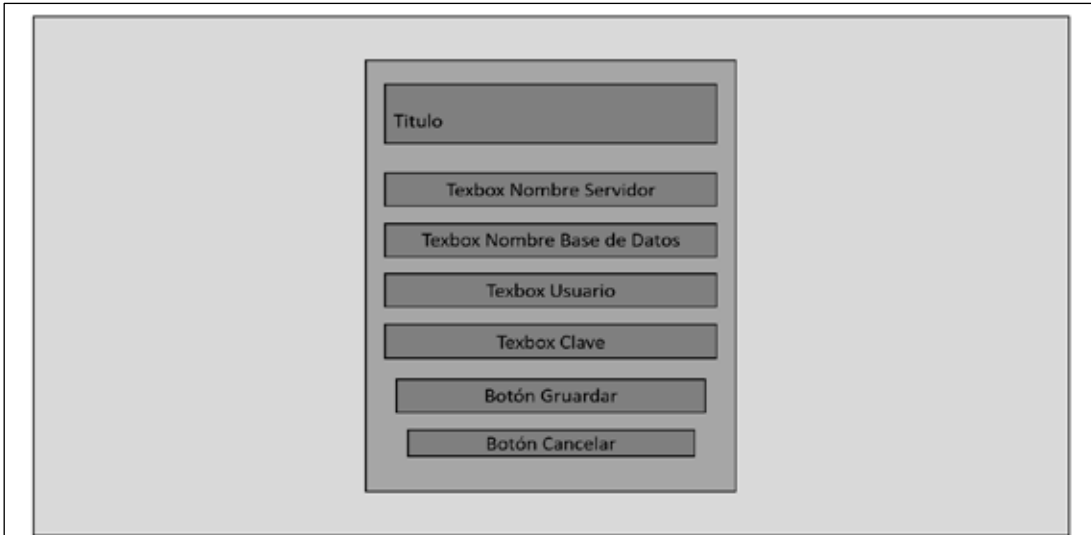 Titulo
Texbox Nombre Servidor
Texbox Nombre Base de Datos
Texbox Usuario
Texbox Clave
Botón Gruardar
Botón Cancelar